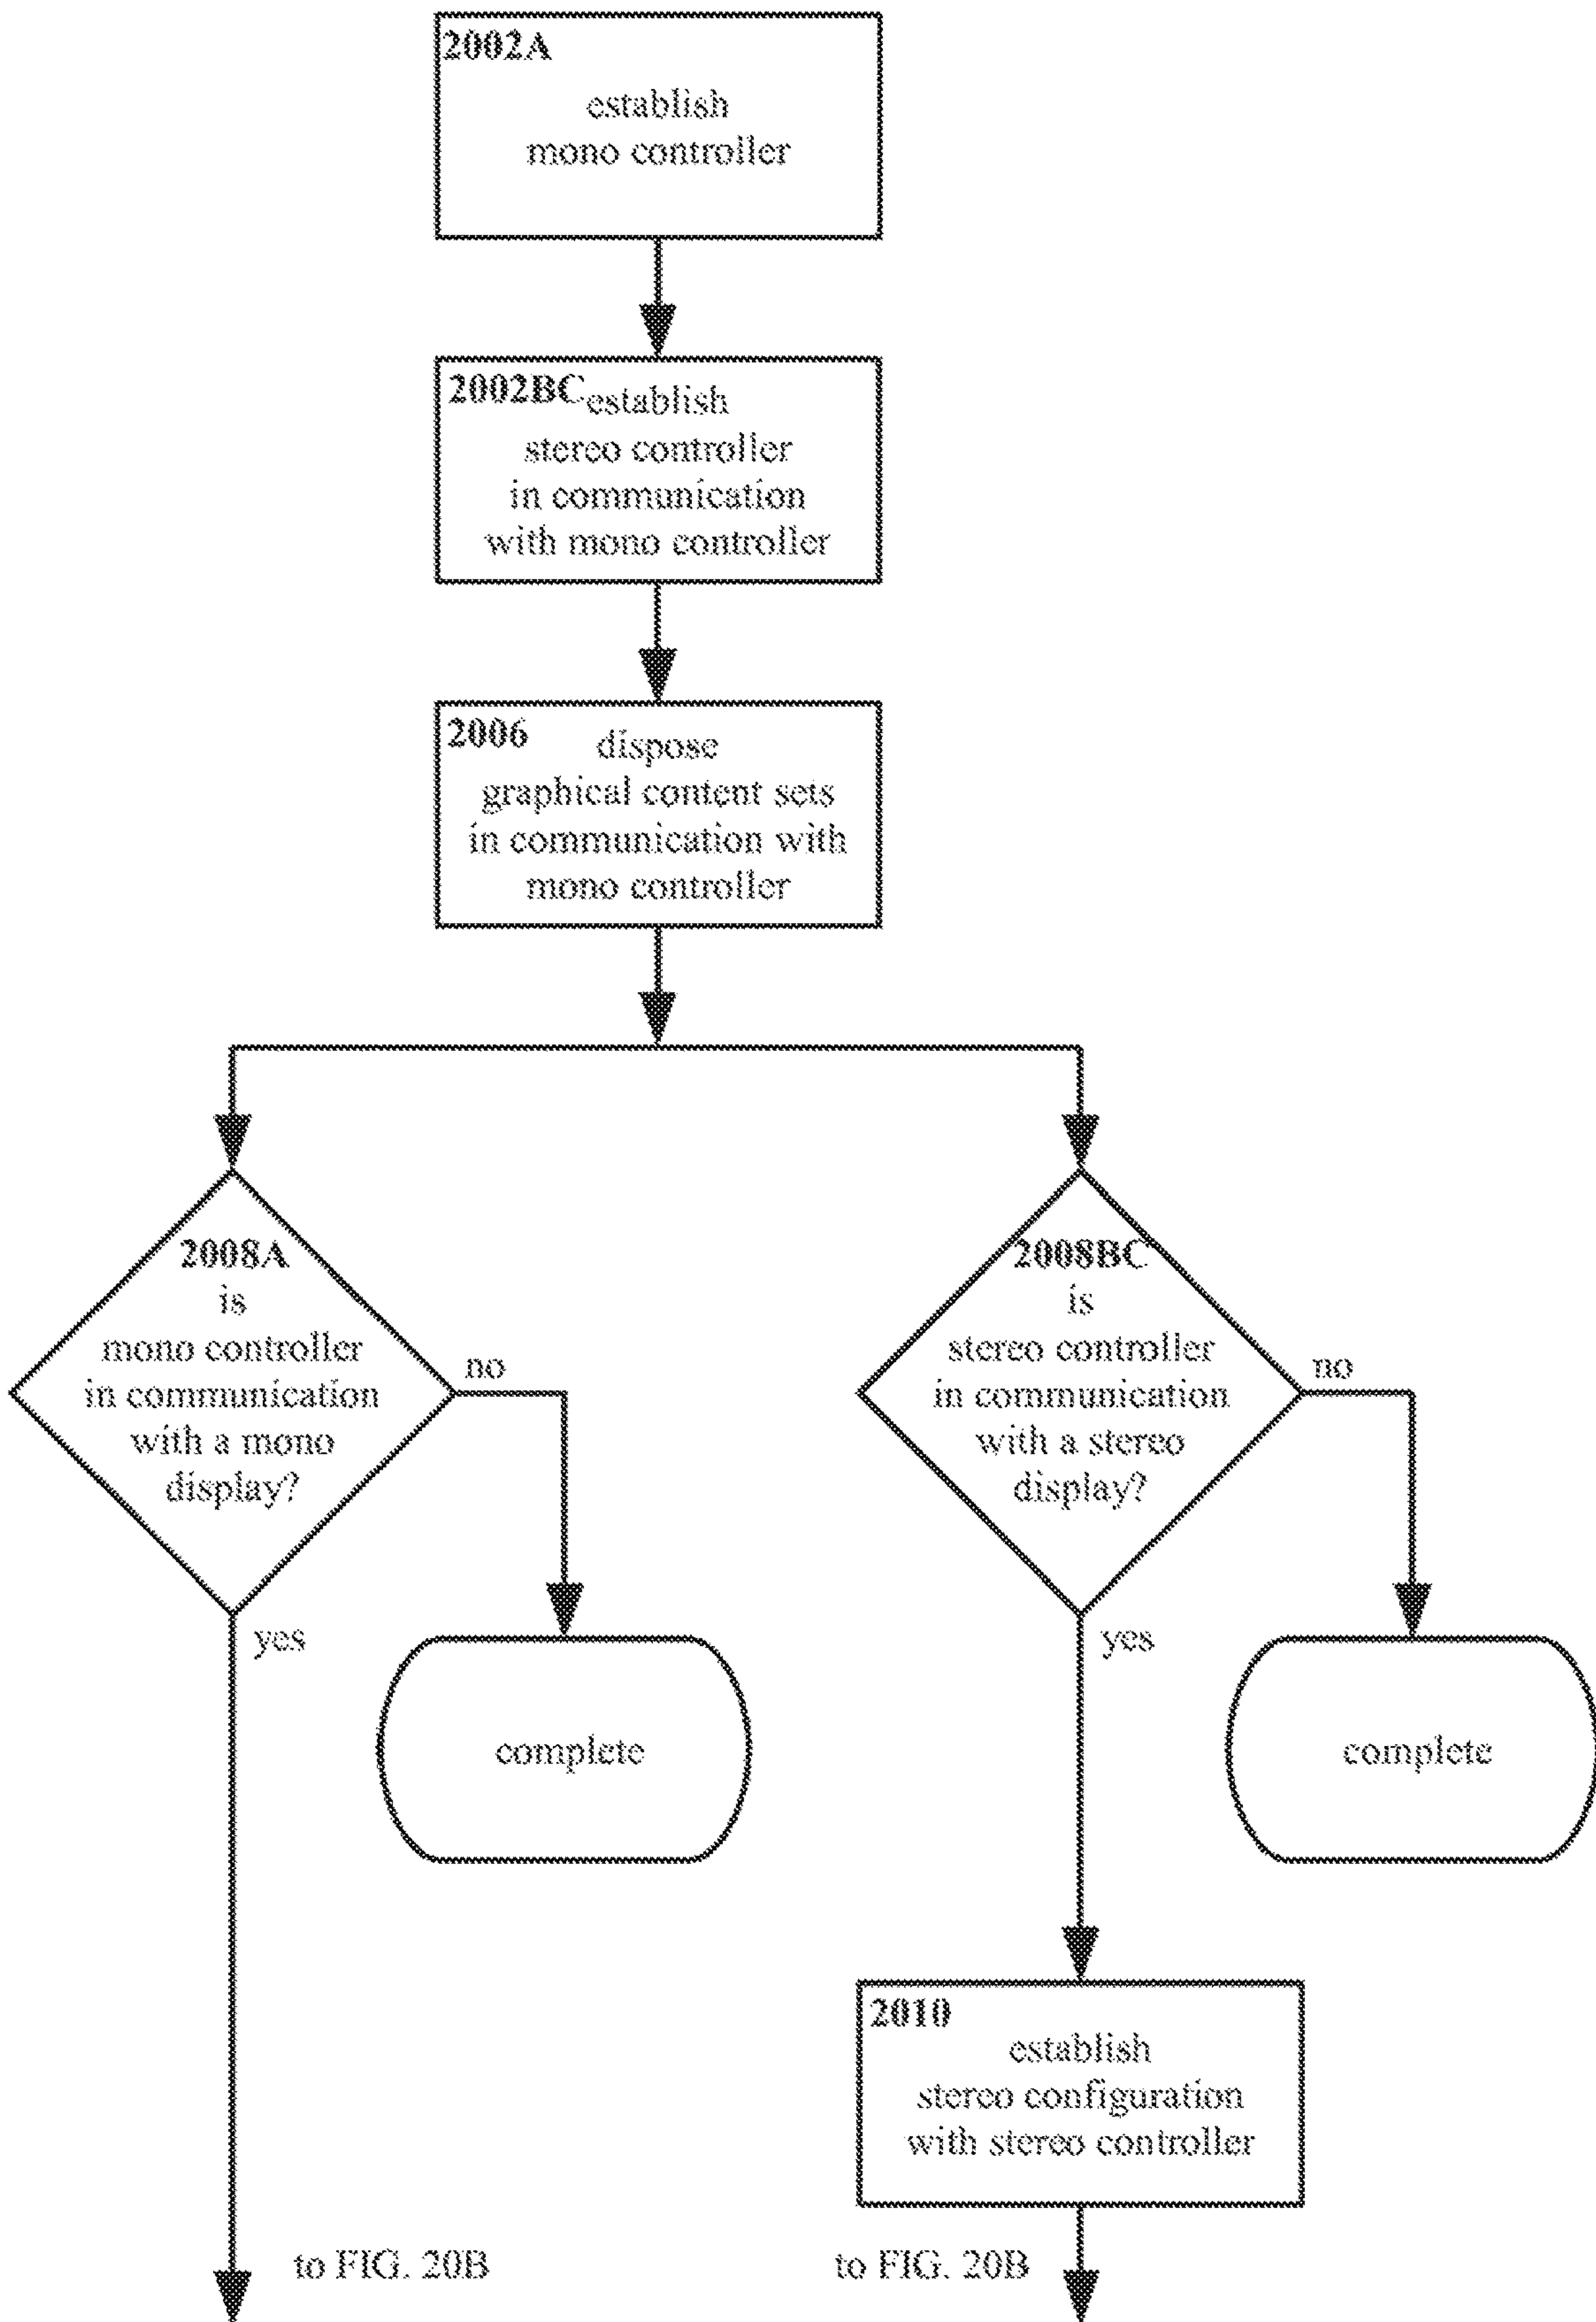 2002A
establish
mono controller
2002BC
establish
stereo controller
in communication
with mono controller
2006
dispose
graphical content sets
in communication with
mono controller
2008A
is
mono controller
in communication
with a mono
display?
no
yes
complete
2008BC
is
stereo controller
in communication
with a stereo
display?
no
yes
complete
2010
establish
stereo configuration
with stereo controller
to FIG. 20B
to FIG. 20B